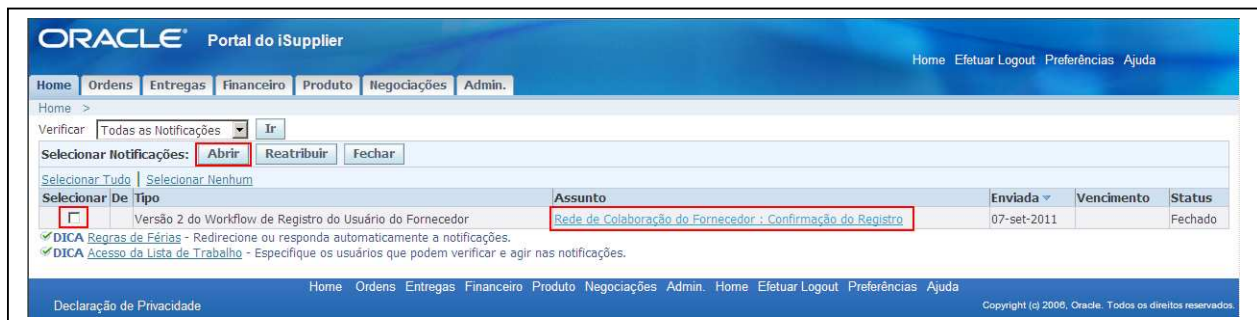 ORACLE® Portal do iSupplier
Home Efetuar Logout Preferências Ajuda
Home Ordens Entregas Financeiro Produto Negociações Admin.
Home >
Verificar Todas as Notificações Ir
Selecionar Notificações: Abrir Reatribuir Fechar
Selecionar Tudo | Selecionar Nenhum
Selecionar De Tipo Assunto Enviada Vencimento Status
Versão 2 do Workflow de Registro do Usuário do Fornecedor Rede de Colaboração do Fornecedor : Confirmação do Registro 07-set-2011 Fechado
DICA Regras de Férias - Redirecione ou responda automaticamente a notificações.
DICA Acesso da Lista de Trabalho - Especifique os usuários que podem verificar e agir nas notificações.
Home Ordens Entregas Financeiro Produto Negociações Admin. Home Efetuar Logout Preferências Ajuda
Declaração de Privacidade Copyright (c) 2006, Oracle. Todos os direitos reservados.